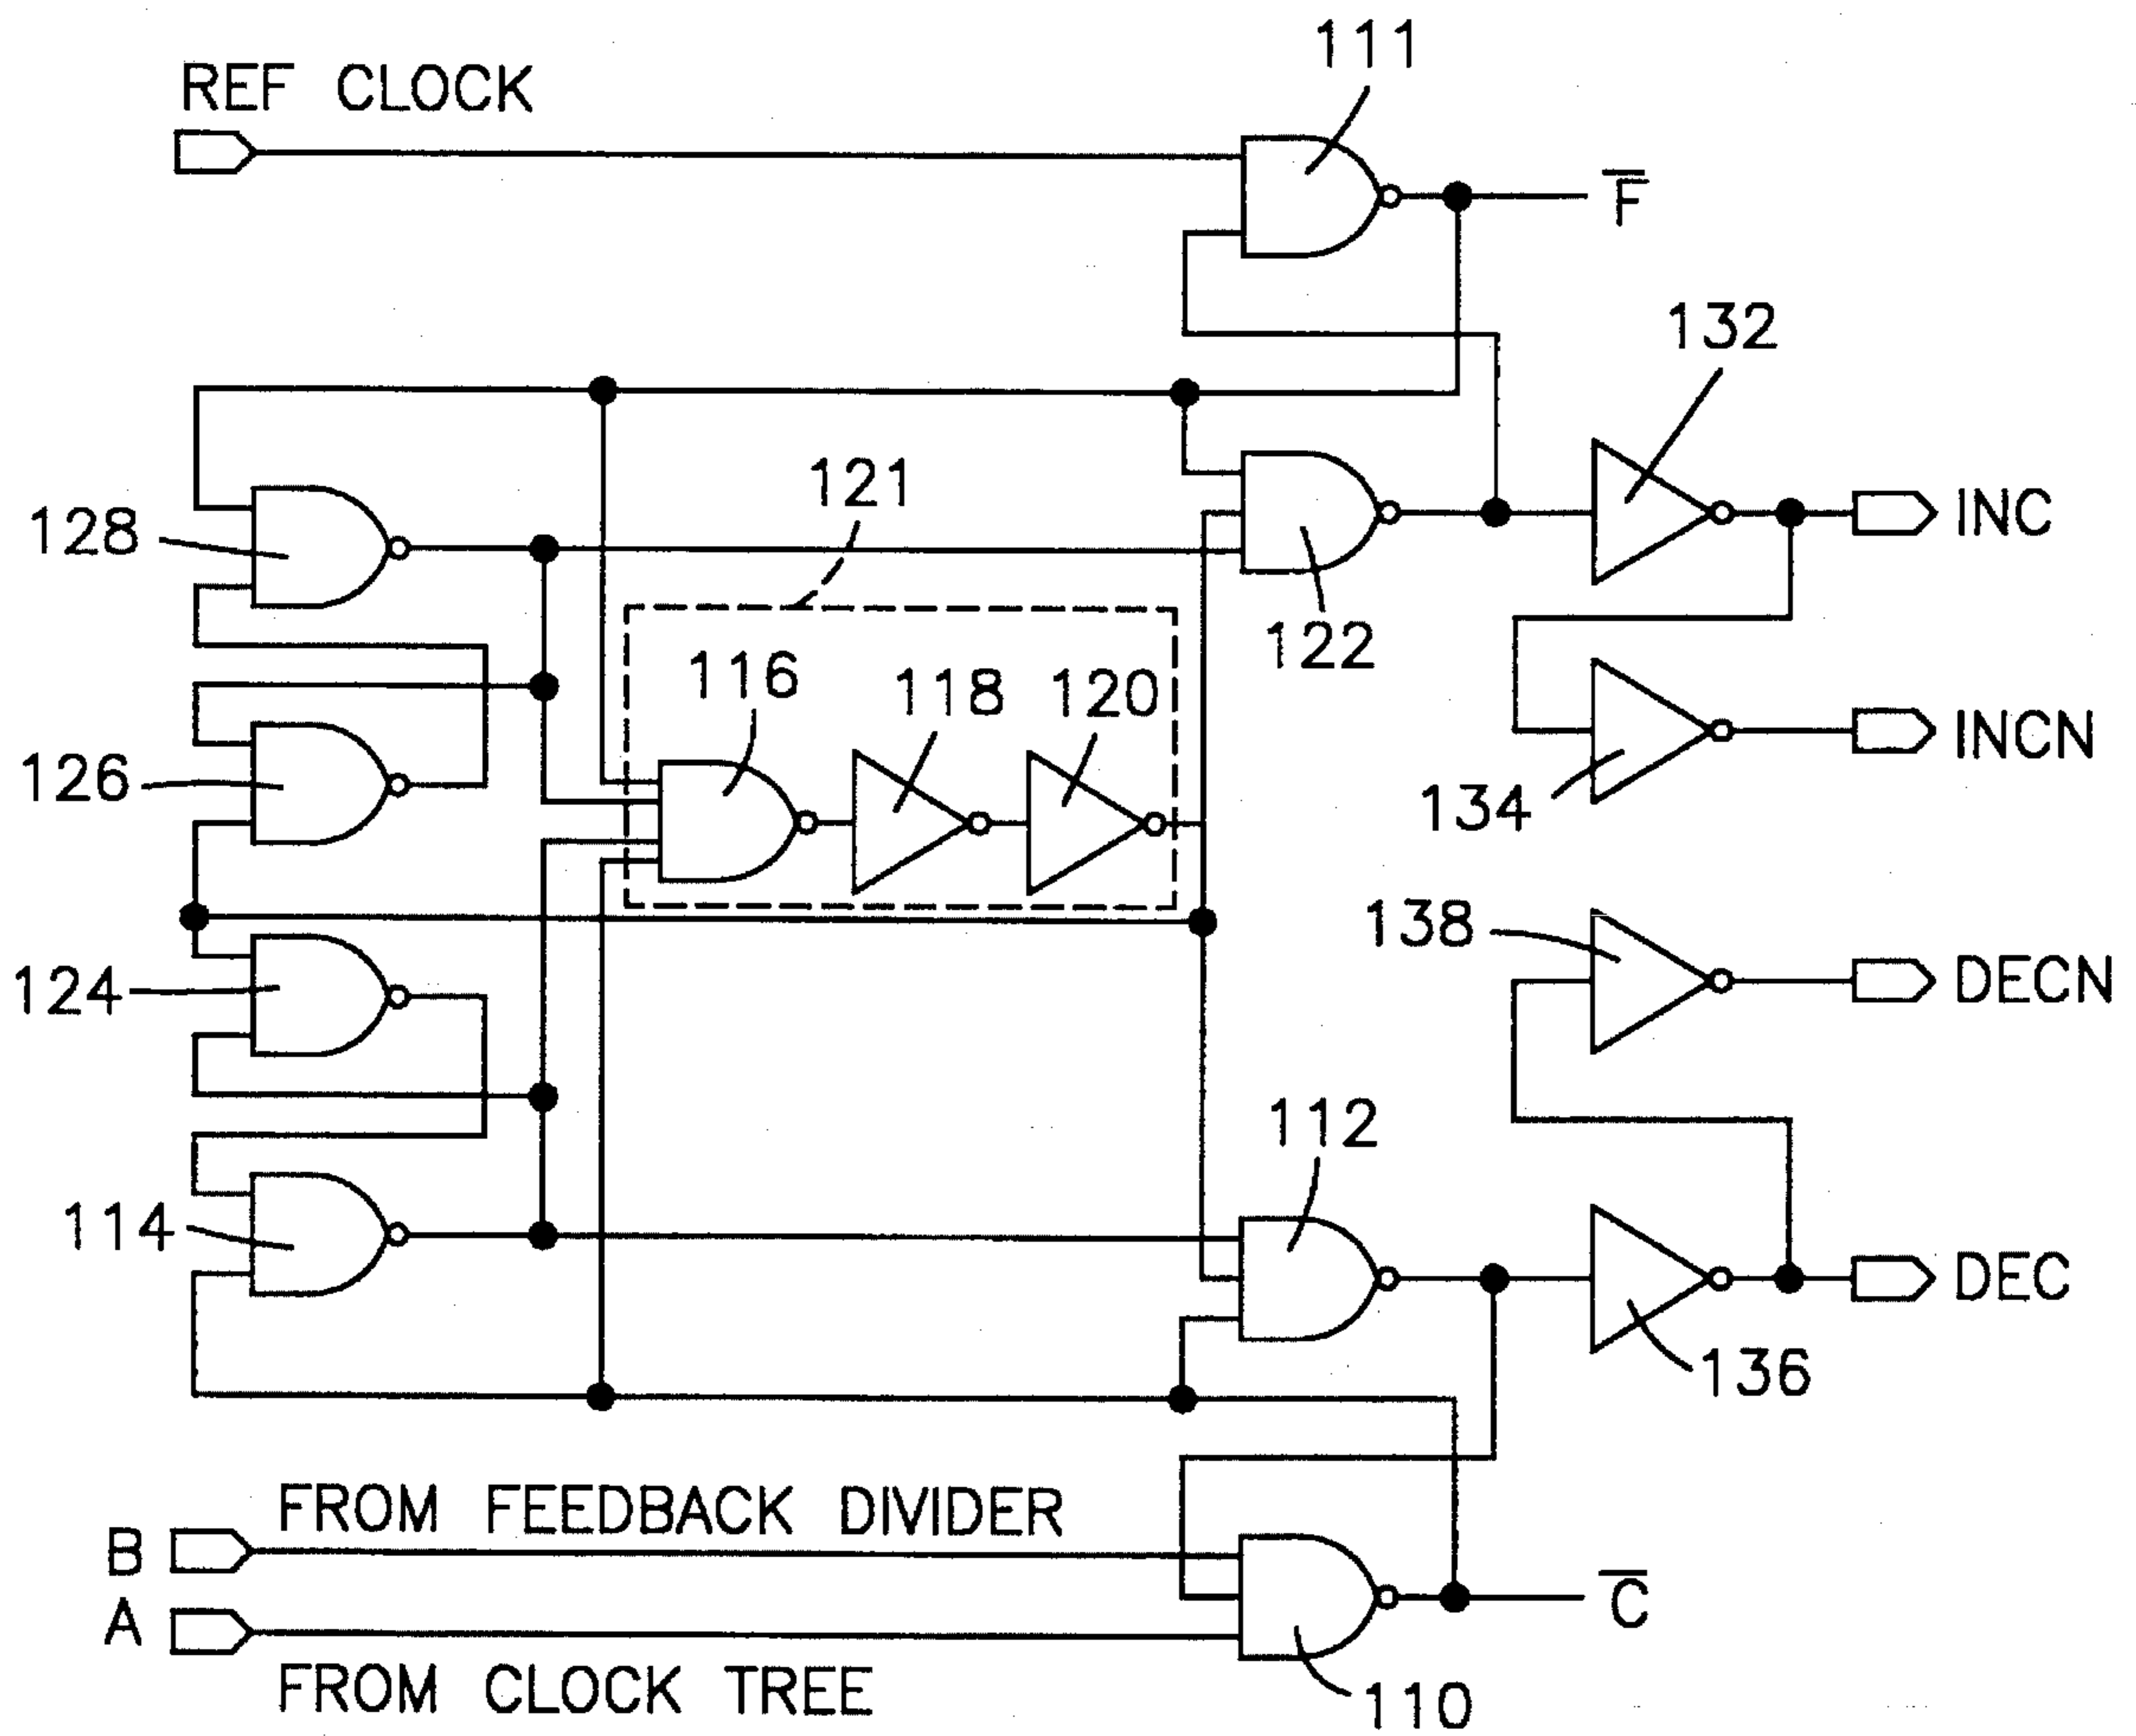 111
REF CLOCK
F̅
132
121
128
INC
122
116 118 120
126
INCN
134
138
124
DECN
112
114
DEC
136
FROM FEEDBACK DIVIDER
B
C̅
A
FROM CLOCK TREE
110